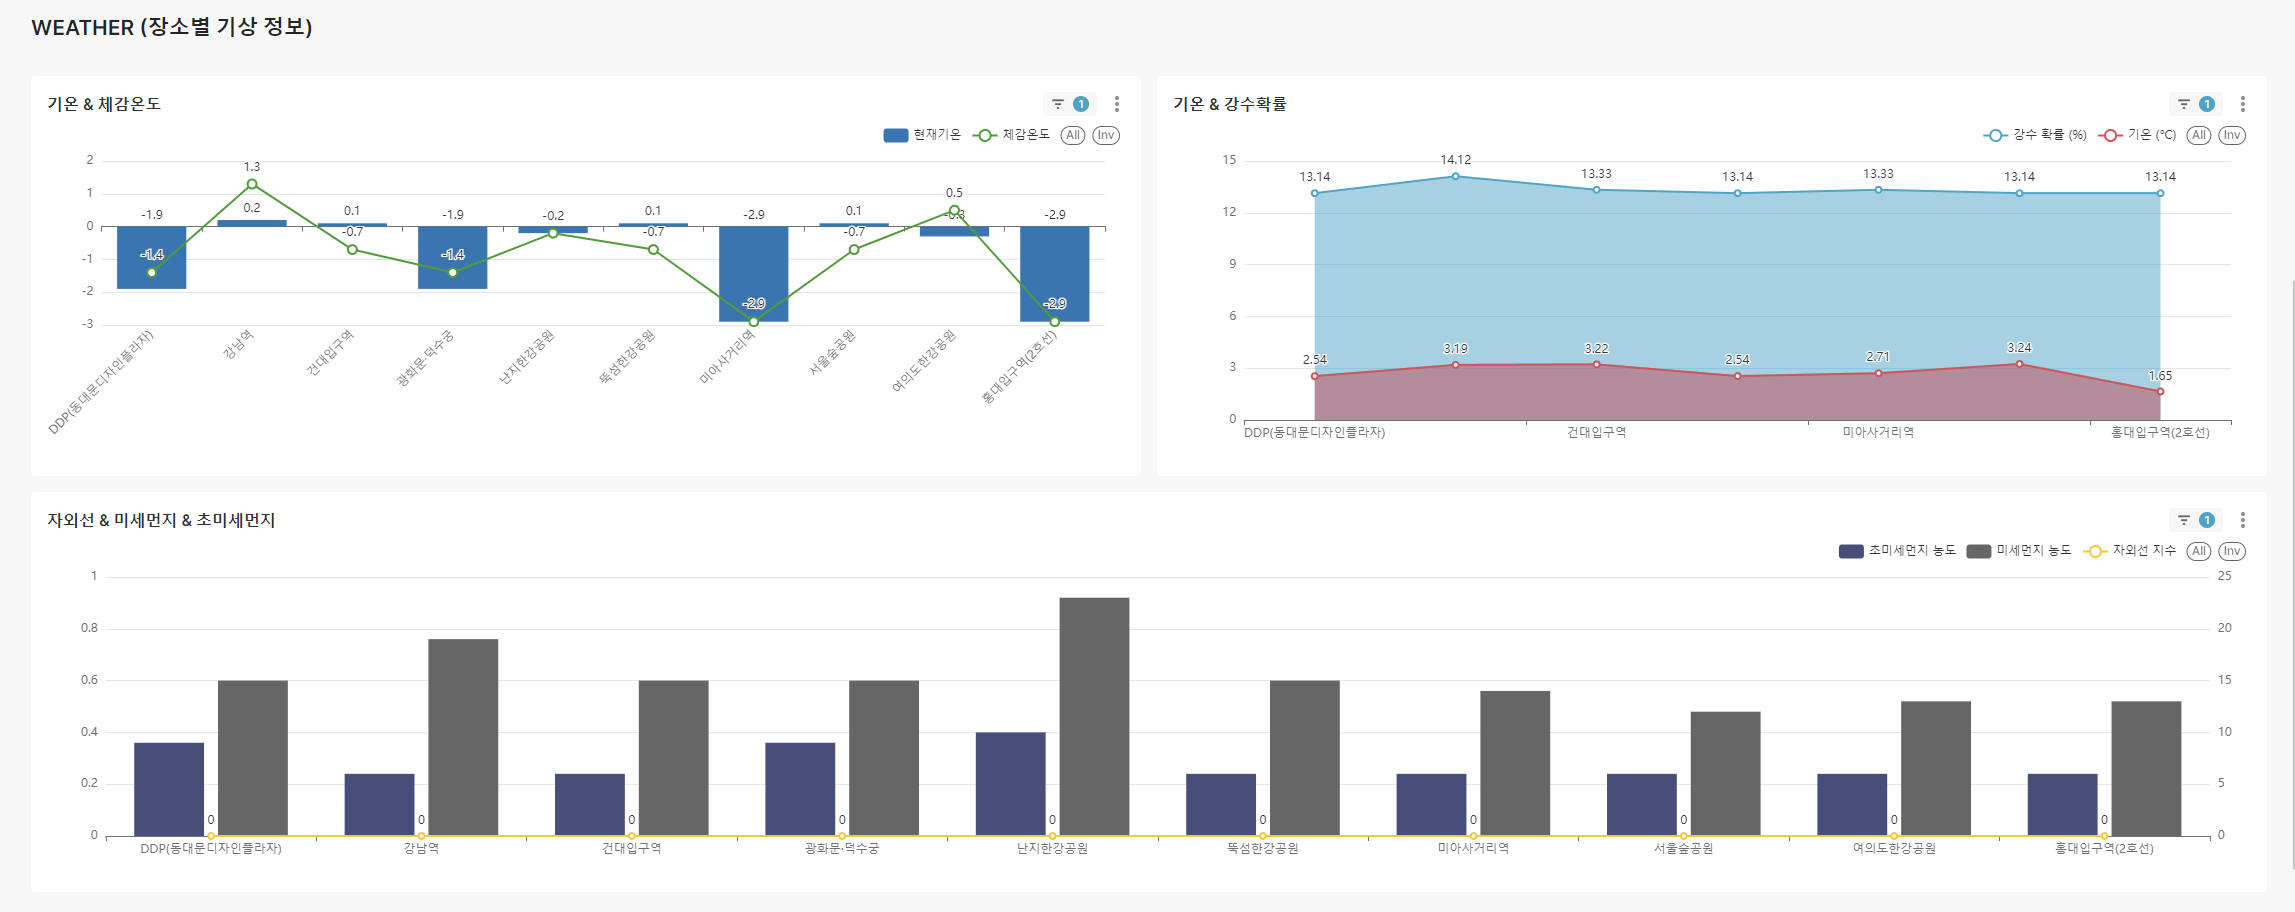 WEATHER (장소별 기상 정보)
기온 & 체감온도
1
현재기온 체감온도 All Inv
2
1
0
-1
-2
-3
-1.9 1.3 0.2 0.1 -1.9 -0.2 0.1 -2.9 0.1 0.5 -0.3 -2.9
-1.4 -0.7 -1.4 -0.7 -2.9 -0.7 -2.9
DDP(동대문디자인플라자) 강남역 건대입구역 광화문·덕수궁 난지한강공원 뚝섬한강공원 미아사거리역 서울숲공원 여의도한강공원 홍대입구역(2호선)
기온 & 강수확률
1
강수 확률 (%) 기온 (℃) All Inv
15
12
9
6
3
0
13.14 14.12 13.33 13.14 13.33 13.14 13.14
2.54 3.19 3.22 2.54 2.71 3.24 1.65
DDP(동대문디자인플라자) 건대입구역 미아사거리역 홍대입구역(2호선)
자외선 & 미세먼지 & 초미세먼지
1
초미세먼지 농도 미세먼지 농도 자외선 지수 All Inv
1 25
0.8 20
0.6 15
0.4 10
0.2 5
0 0
0 0 0 0 0 0 0 0 0 0
DDP(동대문디자인플라자) 강남역 건대입구역 광화문·덕수궁 난지한강공원 뚝섬한강공원 미아사거리역 서울숲공원 여의도한강공원 홍대입구역(2호선)